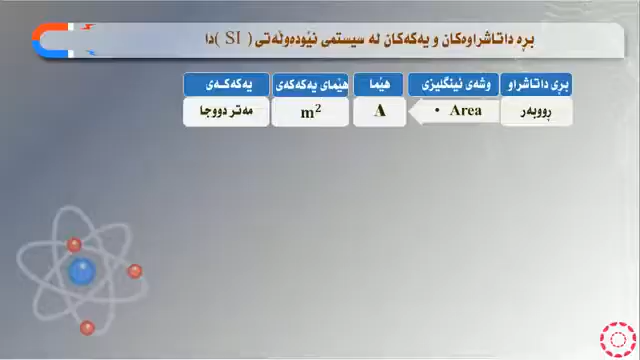 بڕە داتاشراوەکان و یەکەکان لە سیستمی نێودەوڵەتی ( SI )دا
بڕی داتاشراو وشەی ئینگلیزی هێما هێمای یەکەکەی یەکەکەی
ڕووبەر • Area A m² مەتر دووجا